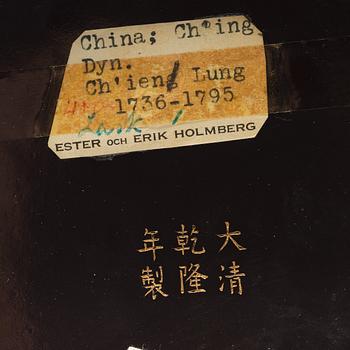 China; Ch'ing
Dyn.
Ch'ien Lung
1736-1795
ESTER OCH ERIK HOLMBERG
大清
乾隆
年製